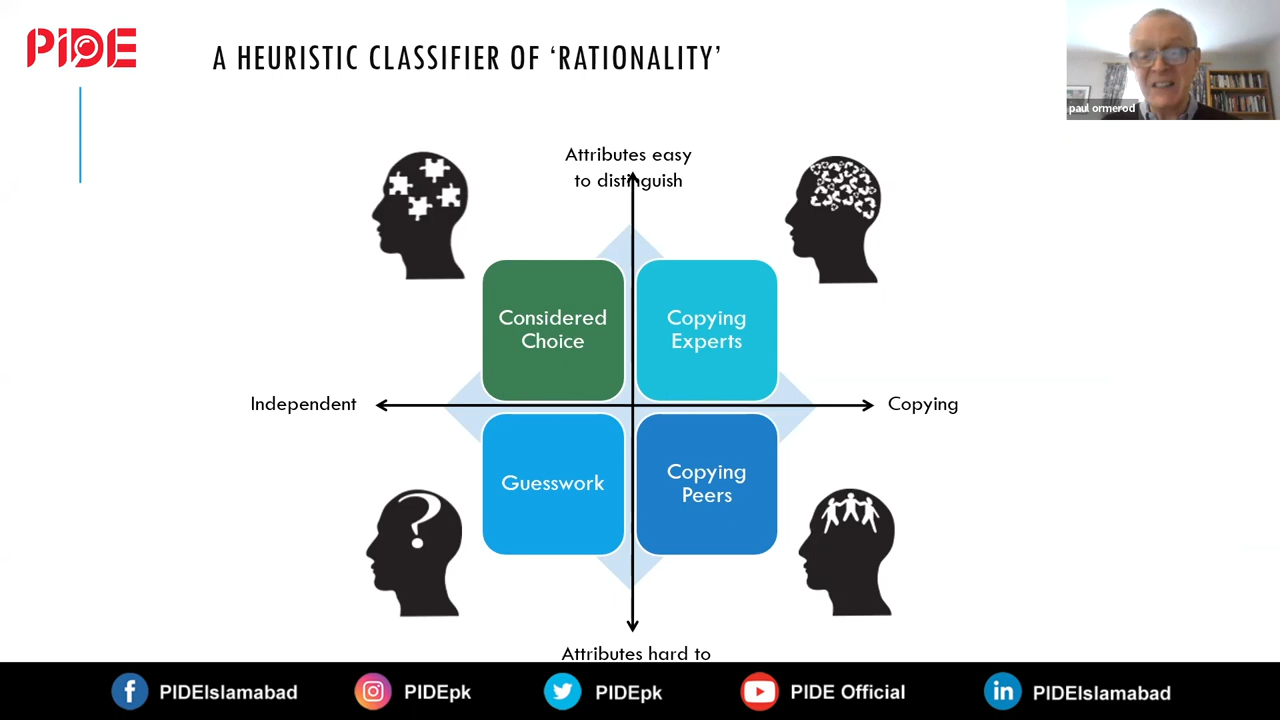 PIDE
A HEURISTIC CLASSIFIER OF ‘RATIONALITY’
paul ormerod
Attributes easy
to distinguish
Considered
Choice
Copying
Experts
Independent
Copying
Guesswork
Copying
Peers
?
Attributes hard to
PIDEIslamabad
PIDEpk
PIDEpk
PIDE Official
PIDEIslamabad